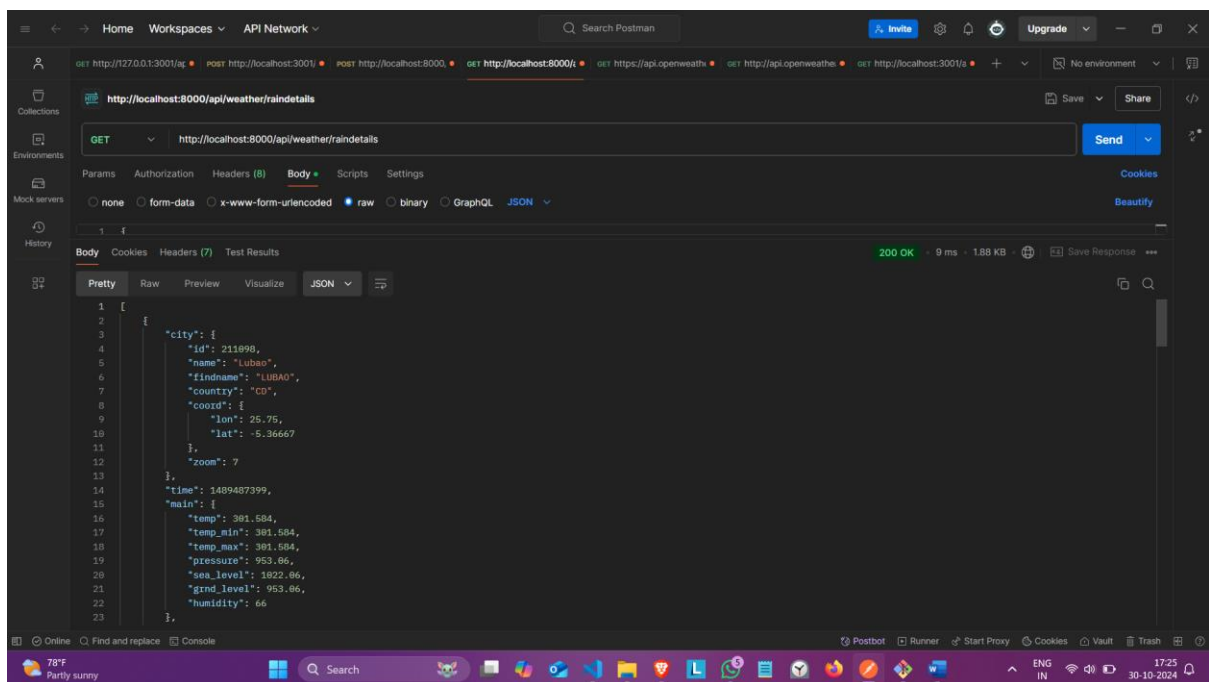 Home Workspaces API Network Search Postman Invite Upgrade
GET http://127.0.0.1:3001/ap POST http://localhost:3001/ POST http://localhost:8000, GET http://localhost:8000/a GET https://api.openweathe GET http://api.openweathe. GET http://localhost:3001/a No environment
http://localhost:8000/api/weather/raindetails Save Share
Collections
GET http://localhost:8000/api/weather/raindetails Send
Environments
Params Authorization Headers (8) Body Scripts Settings Cookies
Mock servers
none form-data x-www-form-urlencoded raw binary GraphQL JSON Beautify
History
1 {
Body Cookies Headers (7) Test Results 200 OK 9 ms 1.88 KB Save Response
Pretty Raw Preview Visualize JSON
1 [
2 {
3 "city": {
4 "id": 211098,
5 "name": "Lubao",
6 "findname": "LUBAO",
7 "country": "CD",
8 "coord": {
9 "lon": 25.75,
10 "lat": -5.36667
11 },
12 "zoom": 7
13 },
14 "time": 1489487399,
15 "main": {
16 "temp": 301.584,
17 "temp_min": 301.584,
18 "temp_max": 301.584,
19 "pressure": 953.06,
20 "sea_level": 1022.06,
21 "grnd_level": 953.06,
22 "humidity": 66
23 },
Online Find and replace Console Postbot Runner Start Proxy Cookies Vault Trash
78°F
Partly sunny
Search
ENG
IN
17:25
30-10-2024